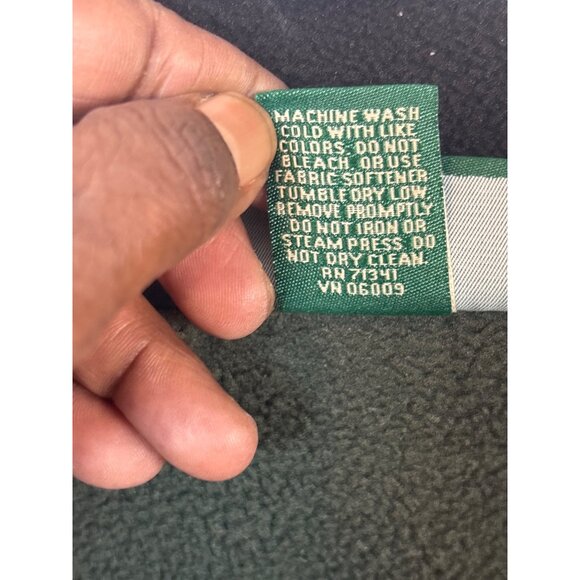 MACHINE WASH
COLD WITH LIKE
COLORS. DO NOT
BLEACH. OR USE
FABRIC SOFTENER
TUMBLE DRY LOW
REMOVE PROMPTLY
DO NOT IRON OR
STEAM PRESS. DO
NOT DRY CLEAN.
RN 71341
VN 06009